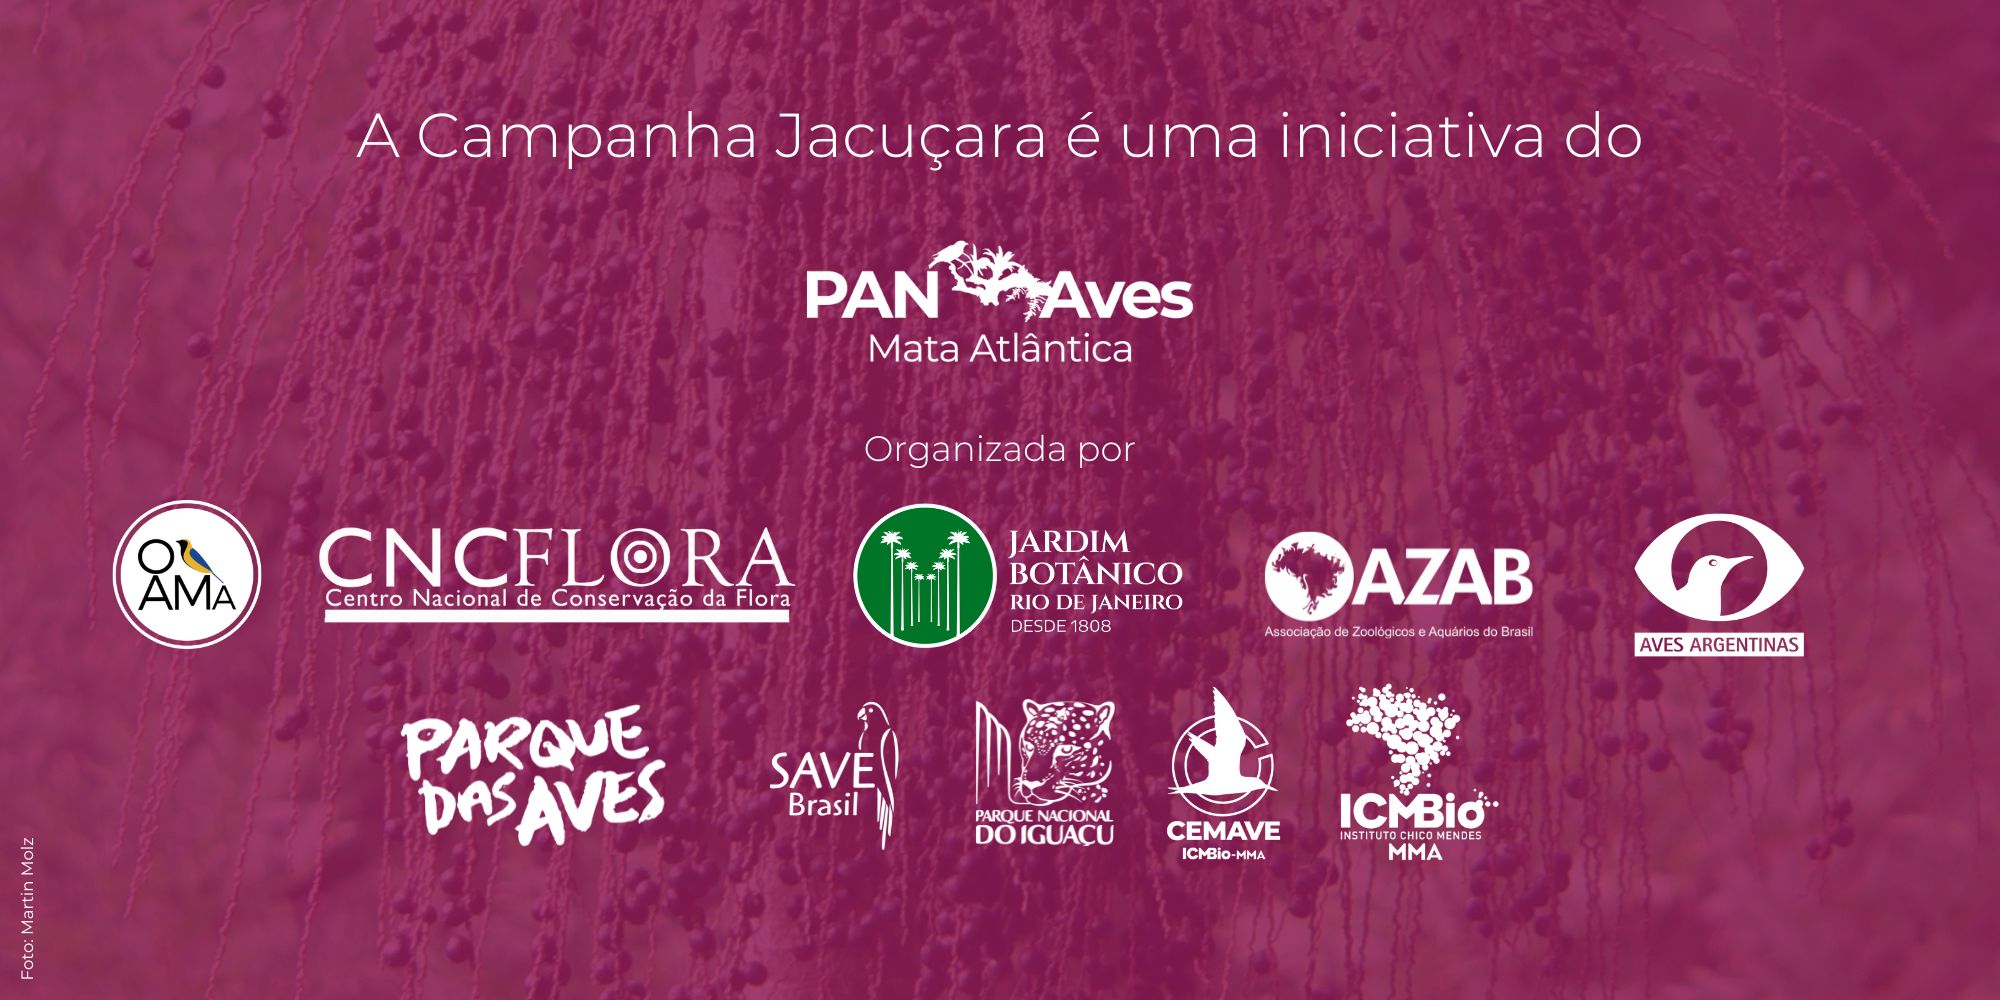 A Campanha Jacuçara é uma iniciativa do
PAN Aves
Mata Atlântica
Organizada por
OAMA
CNCFLORA
Centro Nacional de Conservação da Flora
JARDIM
BOTÂNICO
RIO DE JANEIRO
DESDE 1808
AZAB
Associação de Zoológicos e Aquários do Brasil
AVES ARGENTINAS
PARQUE
DAS AVES
SAVE
Brasil
PARQUE NACIONAL
DO IGUAÇU
CEMAVE
ICMBio-MMA
ICMBio
INSTITUTO CHICO MENDES
MMA
Foto: Martin Molz